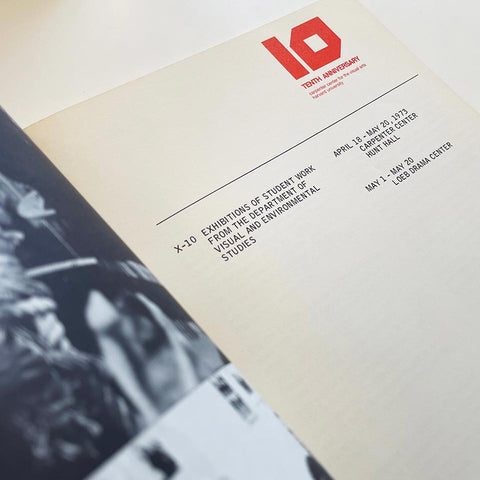 10
TENTH ANNIVERSARY
carpenter center for the visual arts
harvard university
APRIL 18 - MAY 20, 1973
CARPENTER CENTER
HUNT HALL
X-10 EXHIBITIONS OF STUDENT WORK
FROM THE DEPARTMENT OF
VISUAL AND ENVIRONMENTAL
STUDIES
MAY 1 - MAY 20
LOEB DRAMA CENTER